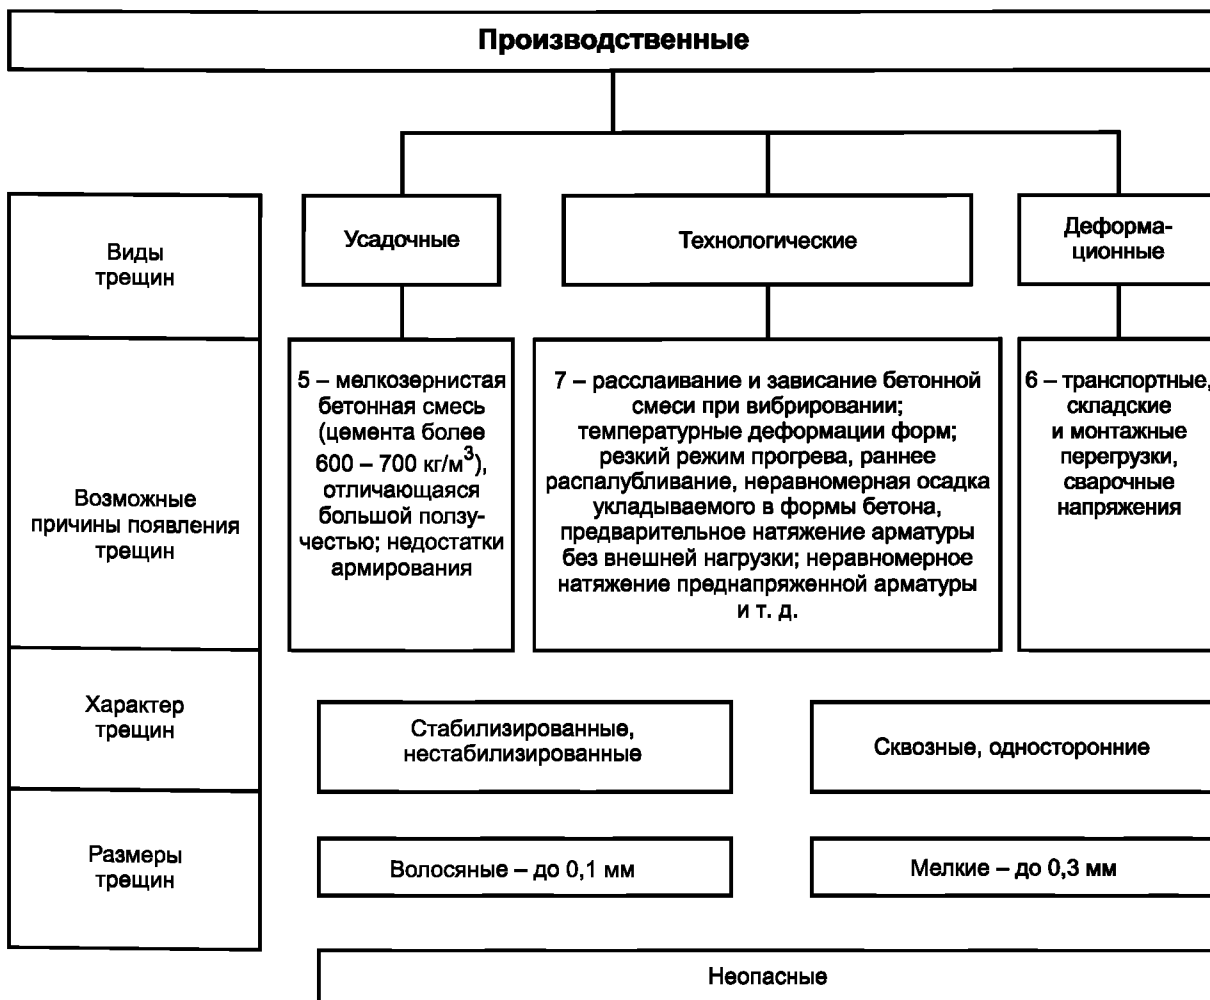 Производственные
Виды
трещин
Усадочные
Технологические
Деформа-
ционные
Возможные
причины появления
трещин
5 – мелкозернистая
бетонная смесь
(цемента более
600 – 700 кг/м³),
отличающаяся
большой ползу-
честью; недостатки
армирования
7 – расслаивание и зависание бетонной
смеси при вибрировании;
температурные деформации форм;
резкий режим прогрева, раннее
распалубливание, неравномерная осадка
укладываемого в формы бетона,
предварительное натяжение арматуры
без внешней нагрузки; неравномерное
натяжение преднапряженной арматуры
и т. д.
6 – транспортные,
складские
и монтажные
перегрузки,
сварочные
напряжения
Характер
трещин
Стабилизированные,
нестабилизированные
Сквозные, односторонние
Размеры
трещин
Волосяные – до 0,1 мм
Мелкие – до 0,3 мм
Неопасные